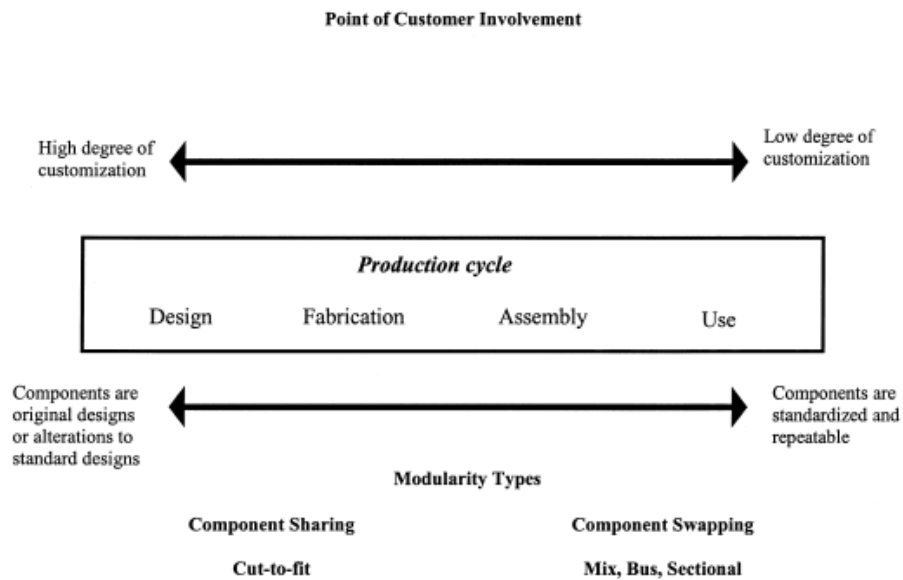 Point of Customer Involvement
High degree of
customization
Low degree of
customization
Production cycle
Design Fabrication Assembly Use
Components are
original designs
or alterations to
standard designs
Components are
standardized and
repeatable
Modularity Types
Component Sharing Component Swapping
Cut-to-fit Mix, Bus, Sectional